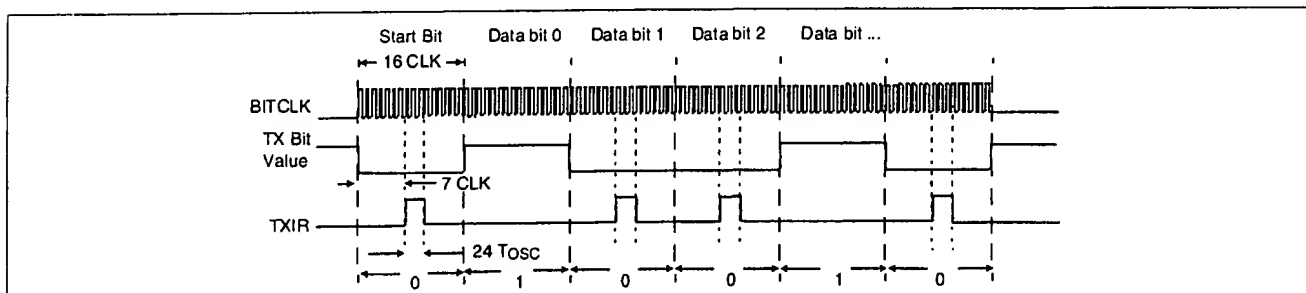 Start Bit Data bit 0 Data bit 1 Data bit 2 Data bit ...
16 CLK
BITCLK
TX Bit
Value
7 CLK
TXIR
24 TOSC
0 1 0 0 1 0